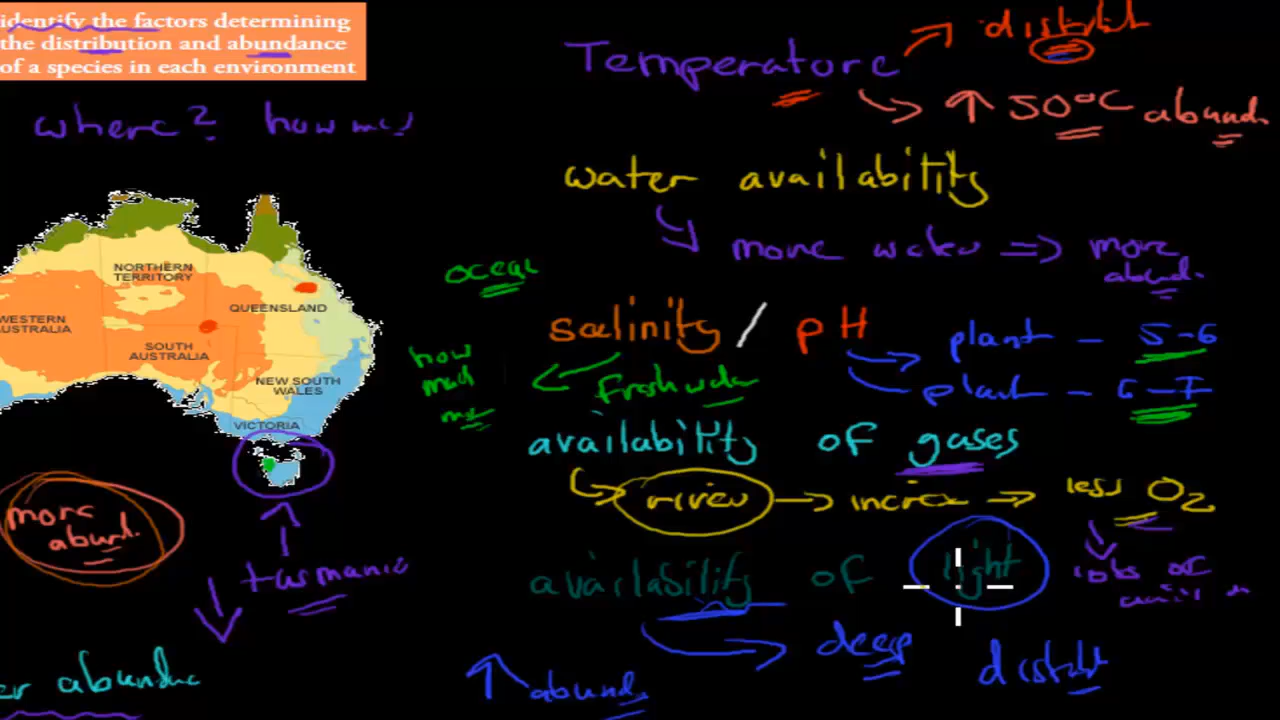 identify the factors determining
the distribution and abundance
of a species in each environment
where? how
Temperature
↑ 50°C abund.
water availability
more water => more
abund.
NORTHERN
TERRITORY
QUEENSLAND
WESTERN
AUSTRALIA
SOUTH
AUSTRALIA
NEW SOUTH
WALES
VICTORIA
ocean
salinity / pH
plant - 5-6
plant - 6-7
how
freshwater
availability of gases
river → → less O2
availability of light
more
abund.
tasmania
deep
↑ abund.